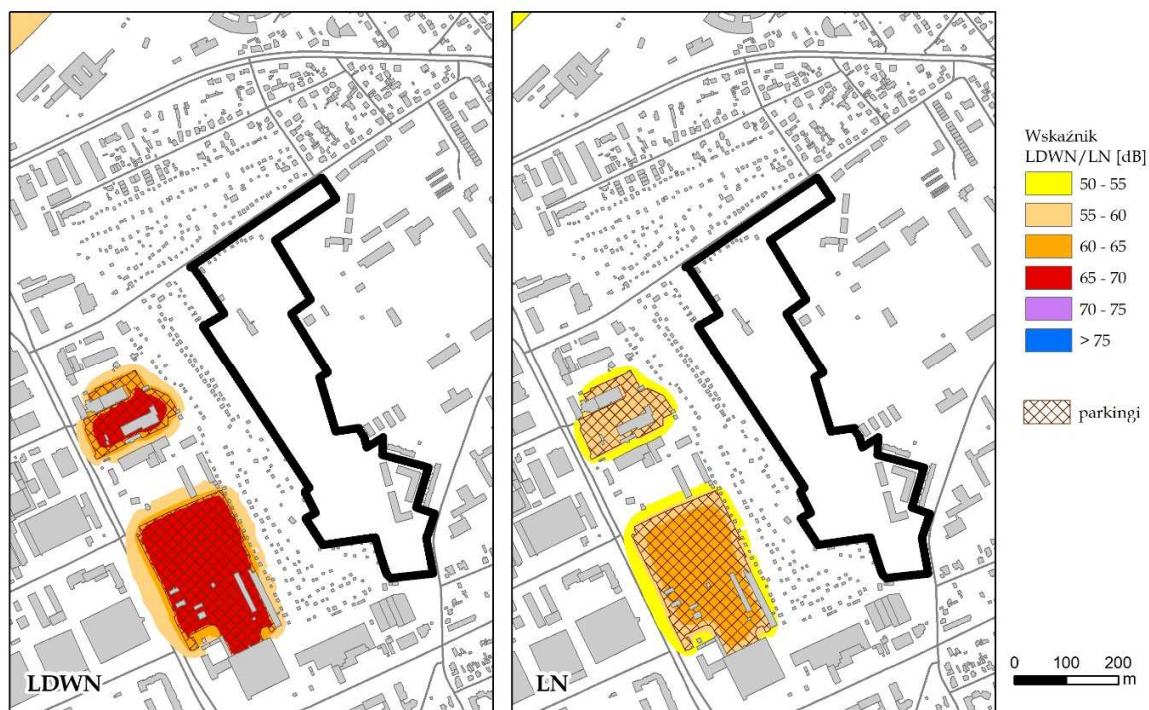 LDWN
LN
Wskaźnik
LDWN/LN [dB]
50 - 55
55 - 60
60 - 65
65 - 70
70 - 75
> 75
parkingi
0 100 200
m